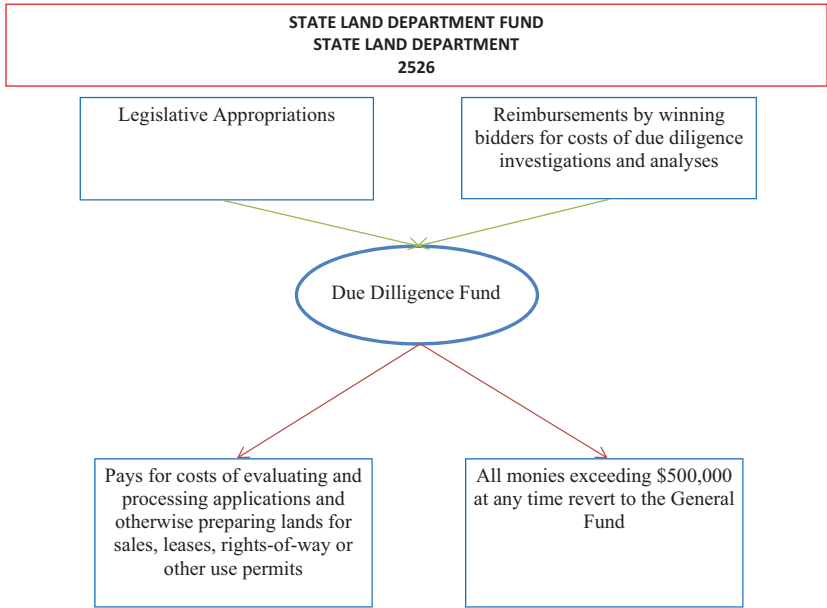 STATE LAND DEPARTMENT FUND
STATE LAND DEPARTMENT
2526
Legislative Appropriations
Reimbursements by winning
bidders for costs of due diligence
investigations and analyses
Due Dilligence Fund
Pays for costs of evaluating and
processing applications and
otherwise preparing lands for
sales, leases, rights-of-way or
other use permits
All monies exceeding $500,000
at any time revert to the General
Fund